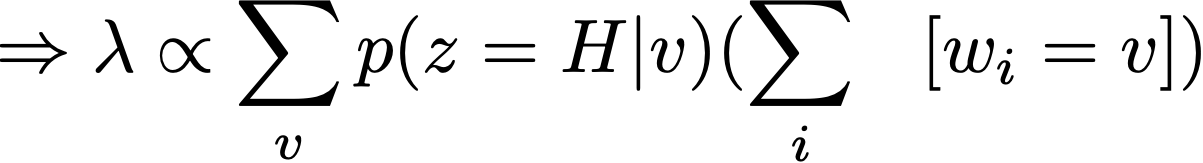 ⇒ λ ∝ ∑_v p(z = H|v)(∑_i [w_i = v])